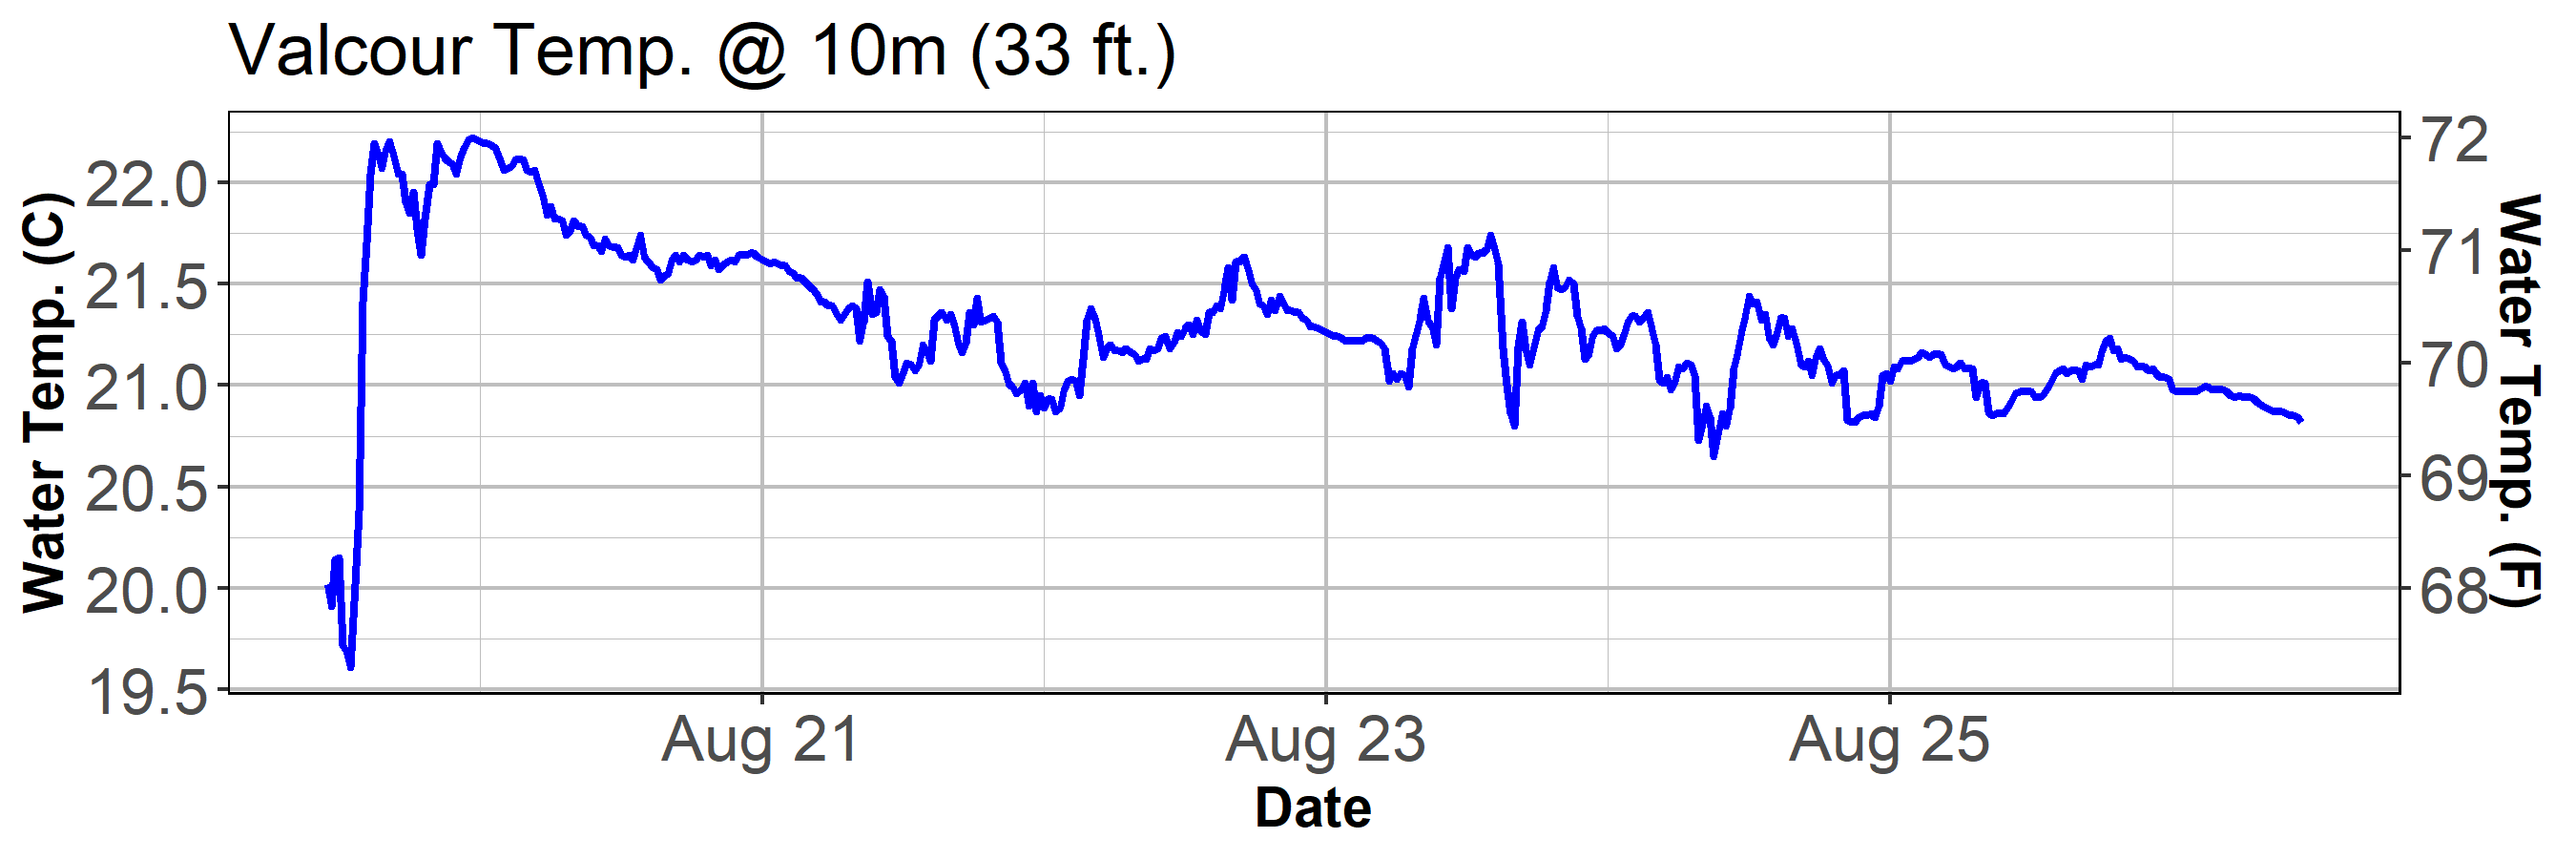 Valcour Temp. @ 10m (33 ft.)
Water Temp. (C)
22.0
21.5
21.0
20.5
20.0
19.5
72
71
70
69
68
Water Temp. (F)
Aug 21 Aug 23 Aug 25
Date